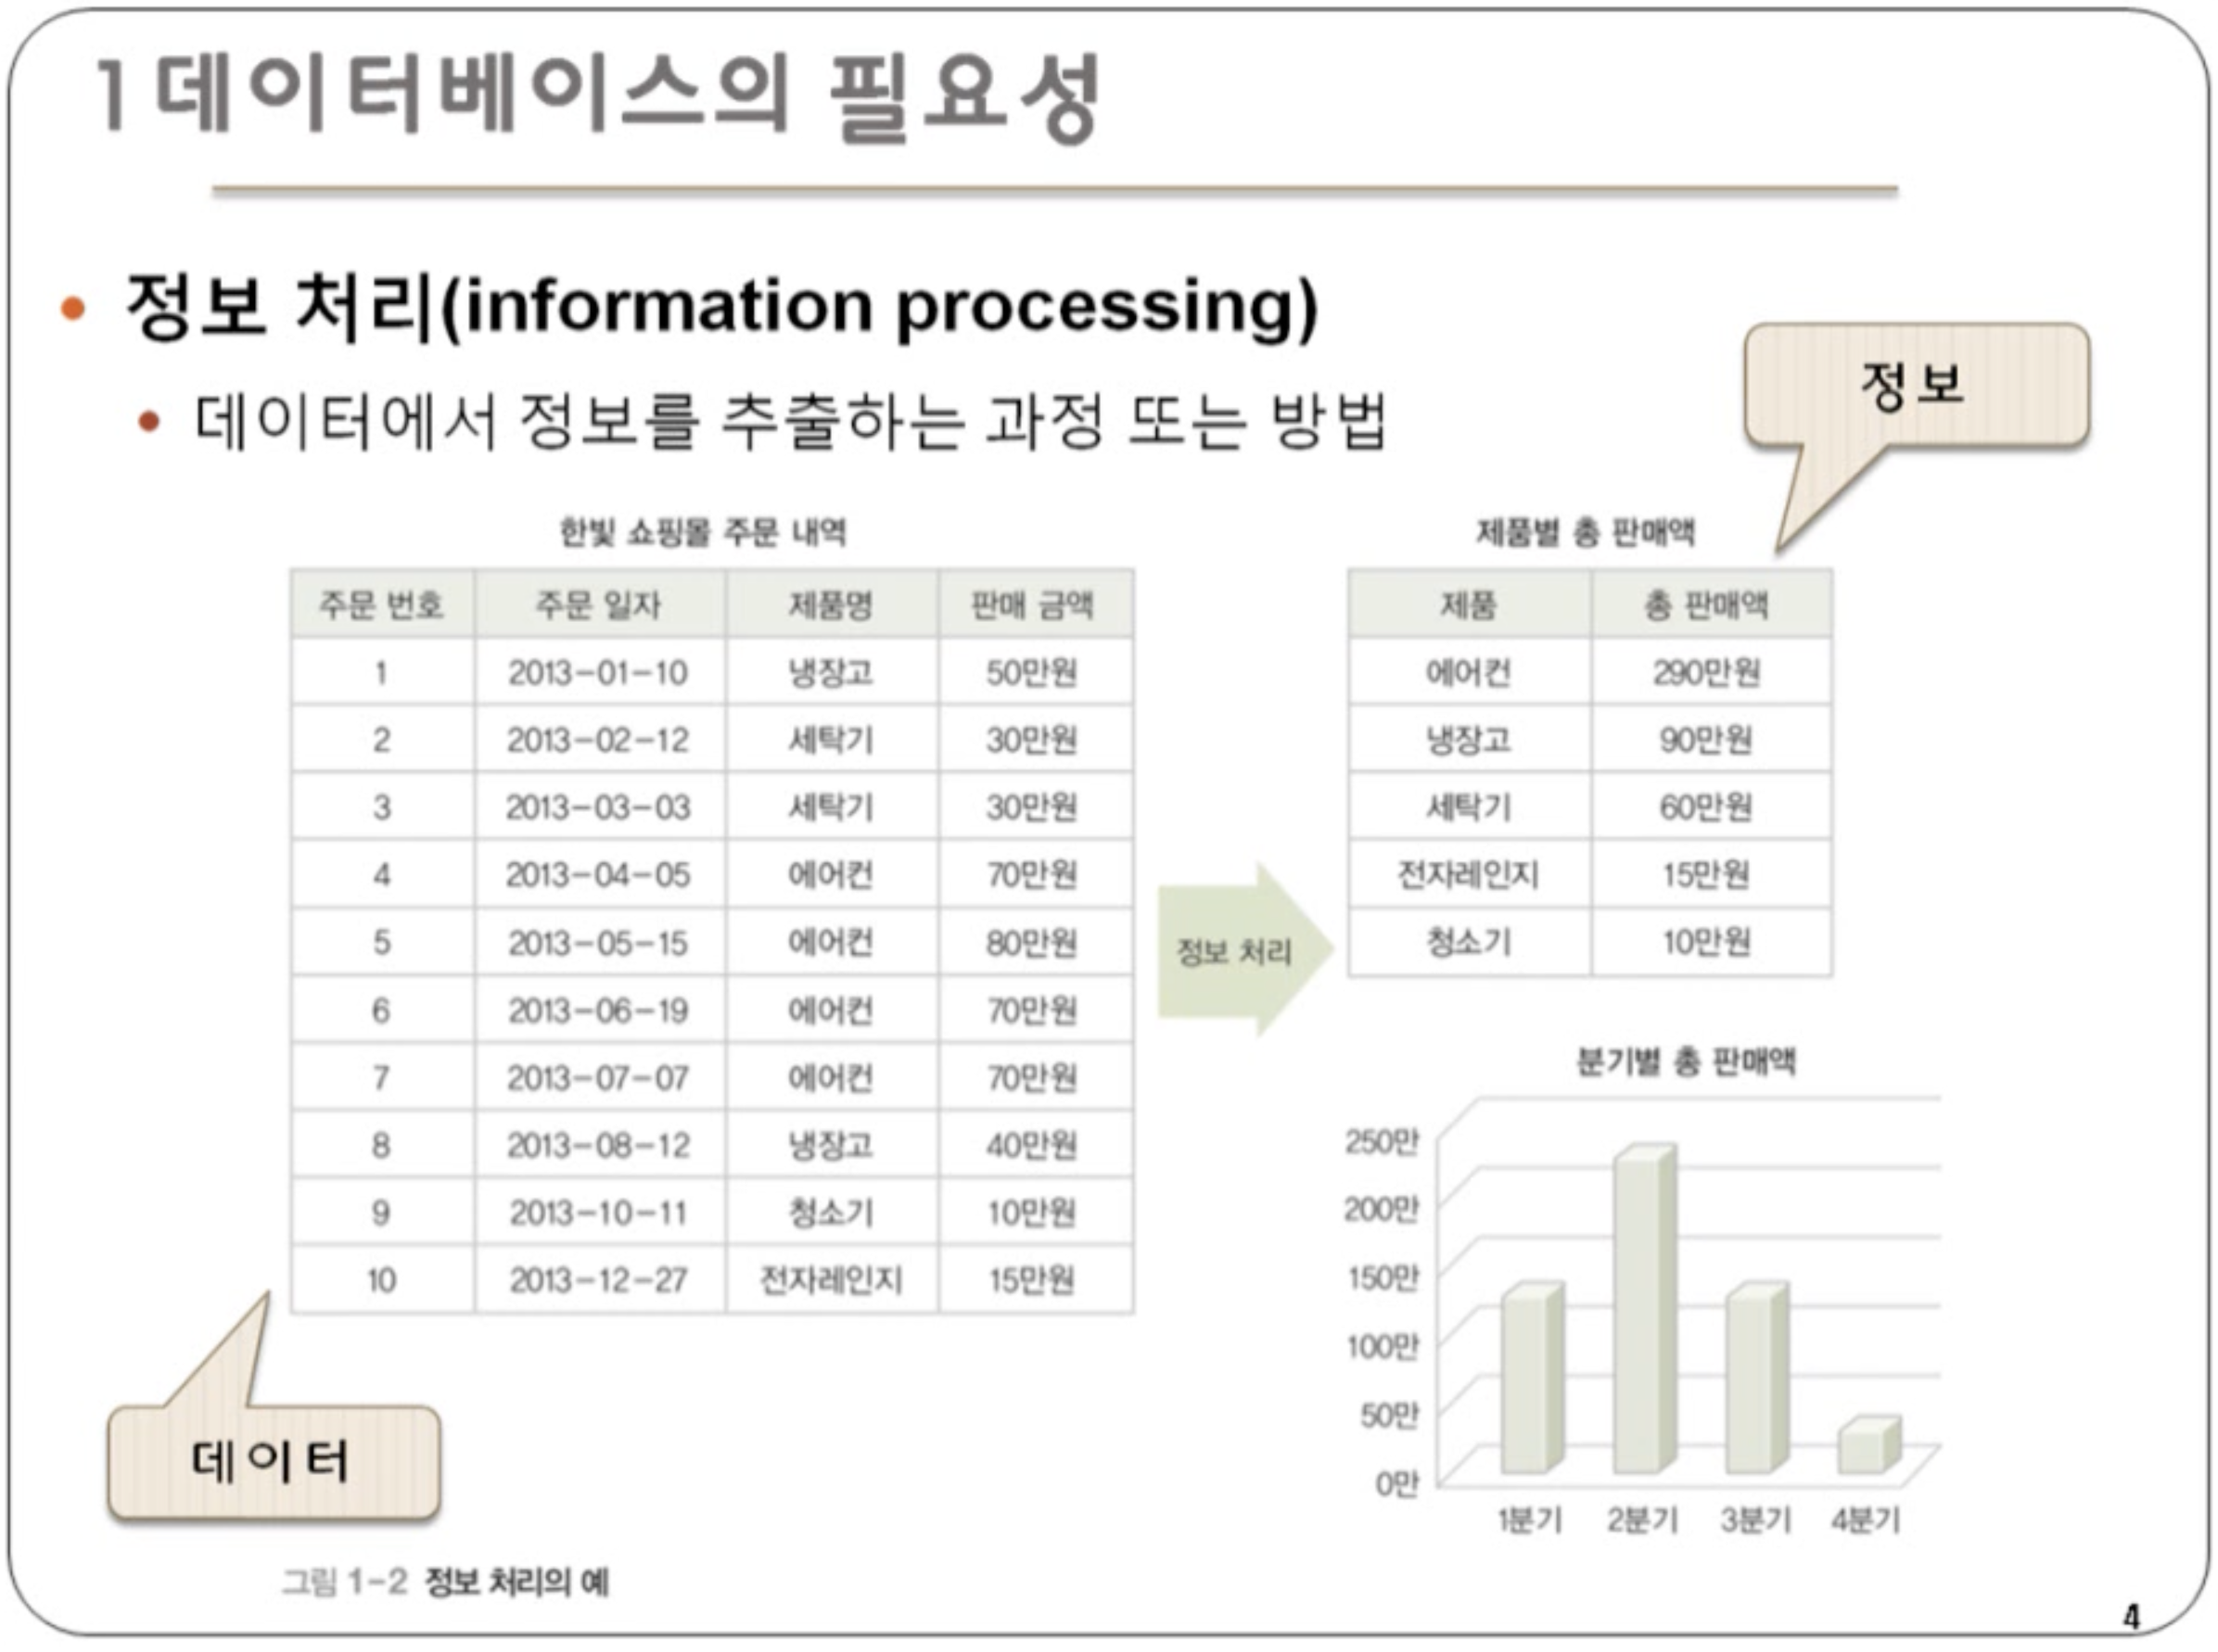 1 데이터베이스의 필요성
• 정보 처리(information processing)
• 데이터에서 정보를 추출하는 과정 또는 방법
정보
한빛 쇼핑몰 주문 내역
주문 번호 주문 일자 제품명 판매 금액
1 2013-01-10 냉장고 50만원
2 2013-02-12 세탁기 30만원
3 2013-03-03 세탁기 30만원
4 2013-04-05 에어컨 70만원
5 2013-05-15 에어컨 80만원
6 2013-06-19 에어컨 70만원
7 2013-07-07 에어컨 70만원
8 2013-08-12 냉장고 40만원
9 2013-10-11 청소기 10만원
10 2013-12-27 전자레인지 15만원
데이터
정보 처리
제품별 총 판매액
제품 총 판매액
에어컨 290만원
냉장고 90만원
세탁기 60만원
전자레인지 15만원
청소기 10만원
분기별 총 판매액
250만
200만
150만
100만
50만
0만
1분기 2분기 3분기 4분기
그림 1-2 정보 처리의 예
4